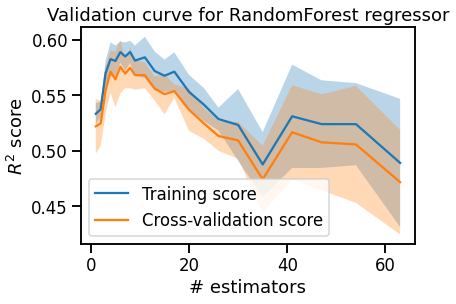 Validation curve for RandomForest regressor
0.60
0.55
0.50
0.45
R² score
Training score
Cross-validation score
0
20
40
60
# estimators